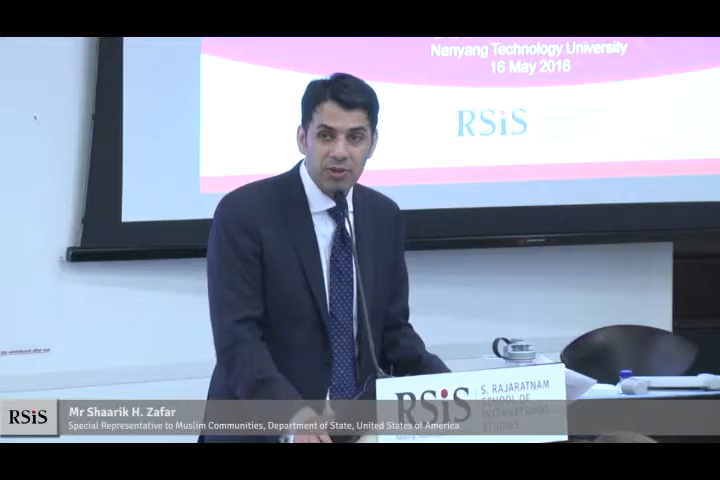 Nanyang Technology University
16 May 2016
RSiS
RSiS
S. RAJARATNAM
SCHOOL OF
INTERNATIONAL
STUDIES
RSiS
Mr Shaarik H. Zafar
Special Representative to Muslim Communities, Department of State, United States of America